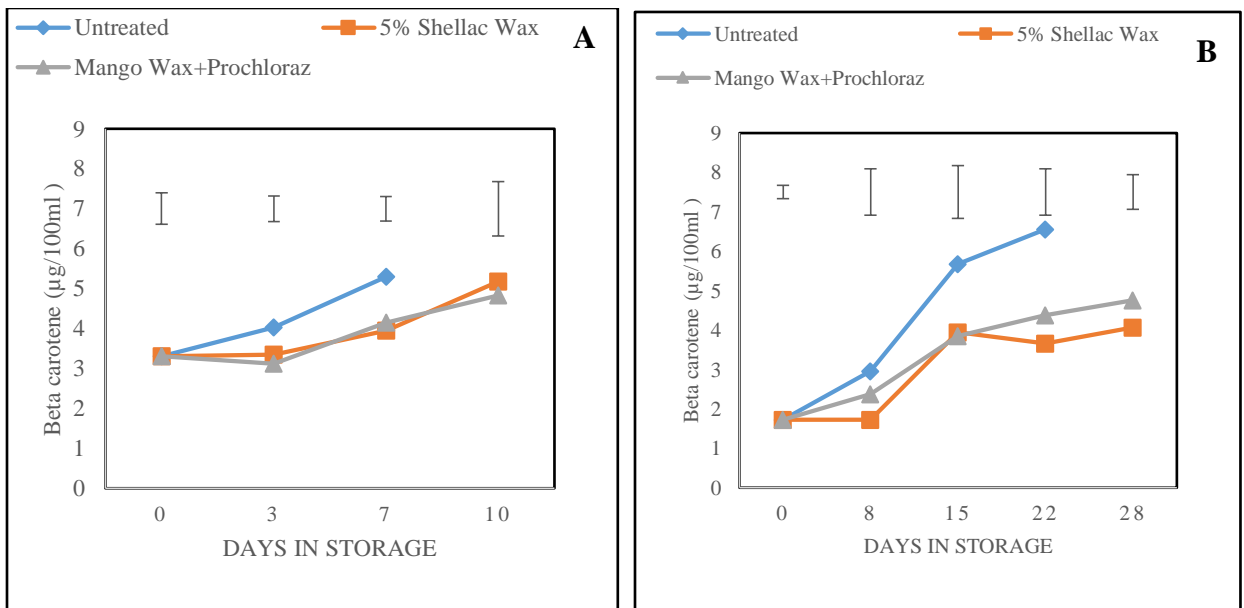 Untreated
5% Shellac Wax
A
Mango Wax+Prochloraz
Beta carotene (µg/100ml )
9
8
7
6
5
4
3
2
1
0
0 3 7 10
DAYS IN STORAGE
Untreated
5% Shellac Wax
B
Mango Wax+Prochloraz
Beta carotene (µg/100ml )
9
8
7
6
5
4
3
2
1
0
0 8 15 22 28
DAYS IN STORAGE